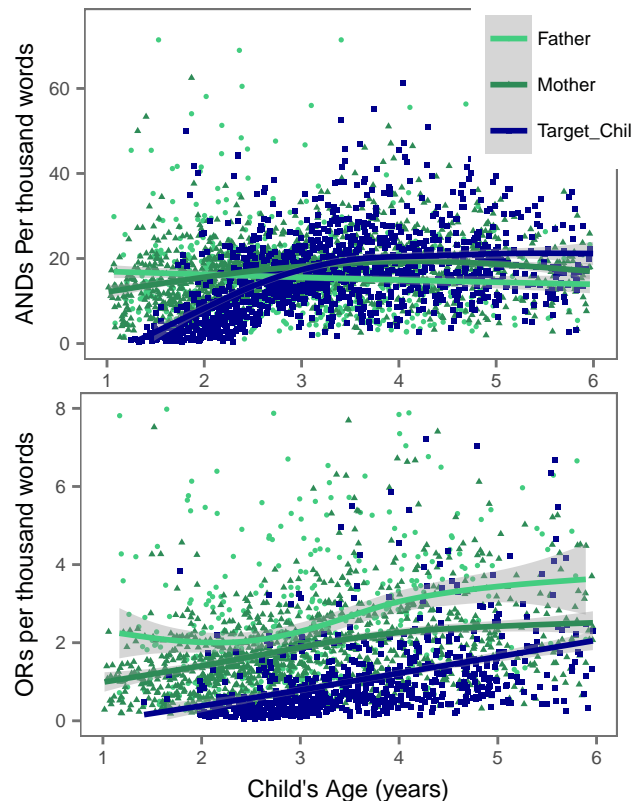 Father
Mother
Target_Chil
ANDs Per thousand words
60
40
20
0
1 2 3 4 5 6
ORs per thousand words
8
6
4
2
0
1 2 3 4 5 6
Child's Age (years)